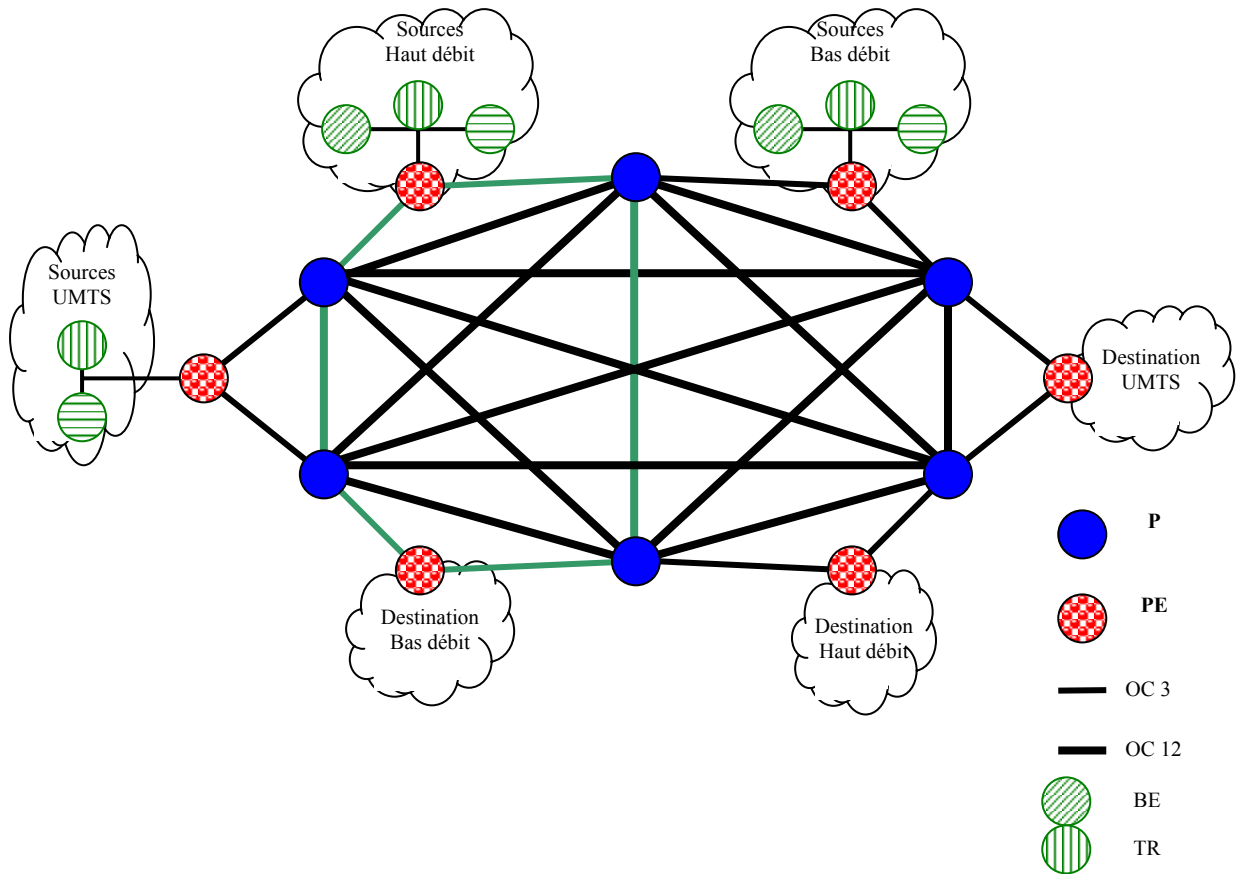 Sources
Haut débit
Sources
Bas débit
Sources
UMTS
Destination
UMTS
Destination
Bas débit
Destination
Haut débit
P
PE
OC 3
OC 12
BE
TR